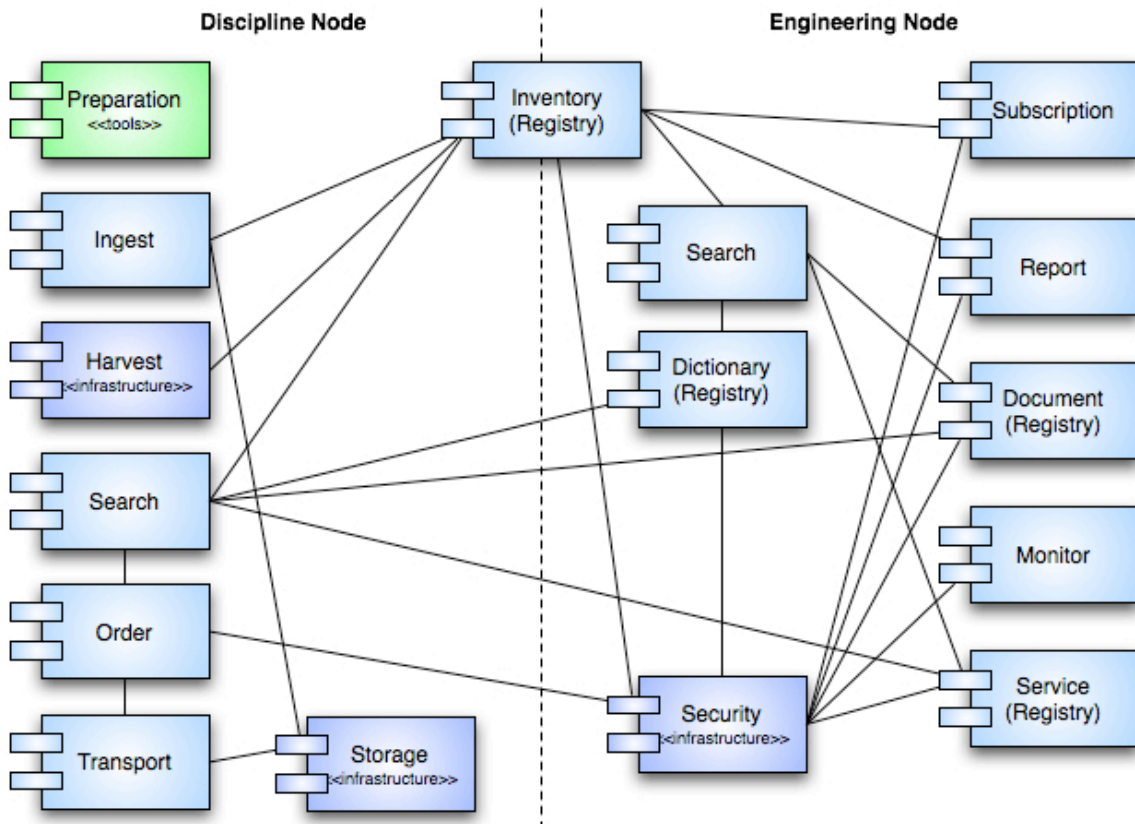 Discipline Node
Engineering Node
Preparation
<<tools>>
Inventory
(Registry)
Subscription
Ingest
Search
Report
Harvest
<<infrastructure>>
Dictionary
(Registry)
Document
(Registry)
Search
Monitor
Order
Security
<<infrastructure>>
Service
(Registry)
Transport
Storage
<<infrastructure>>